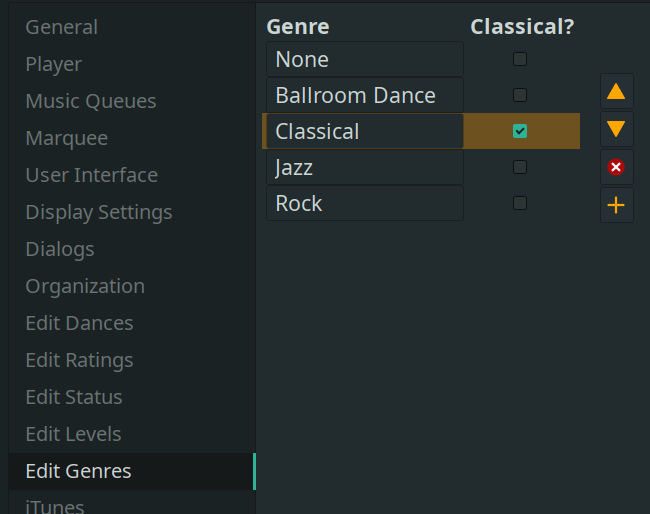 General
Player
Music Queues
Marquee
User Interface
Display Settings
Dialogs
Organization
Edit Dances
Edit Ratings
Edit Status
Edit Levels
Edit Genres
iTunes
Genre Classical?
None
Ballroom Dance
Classical
Jazz
Rock